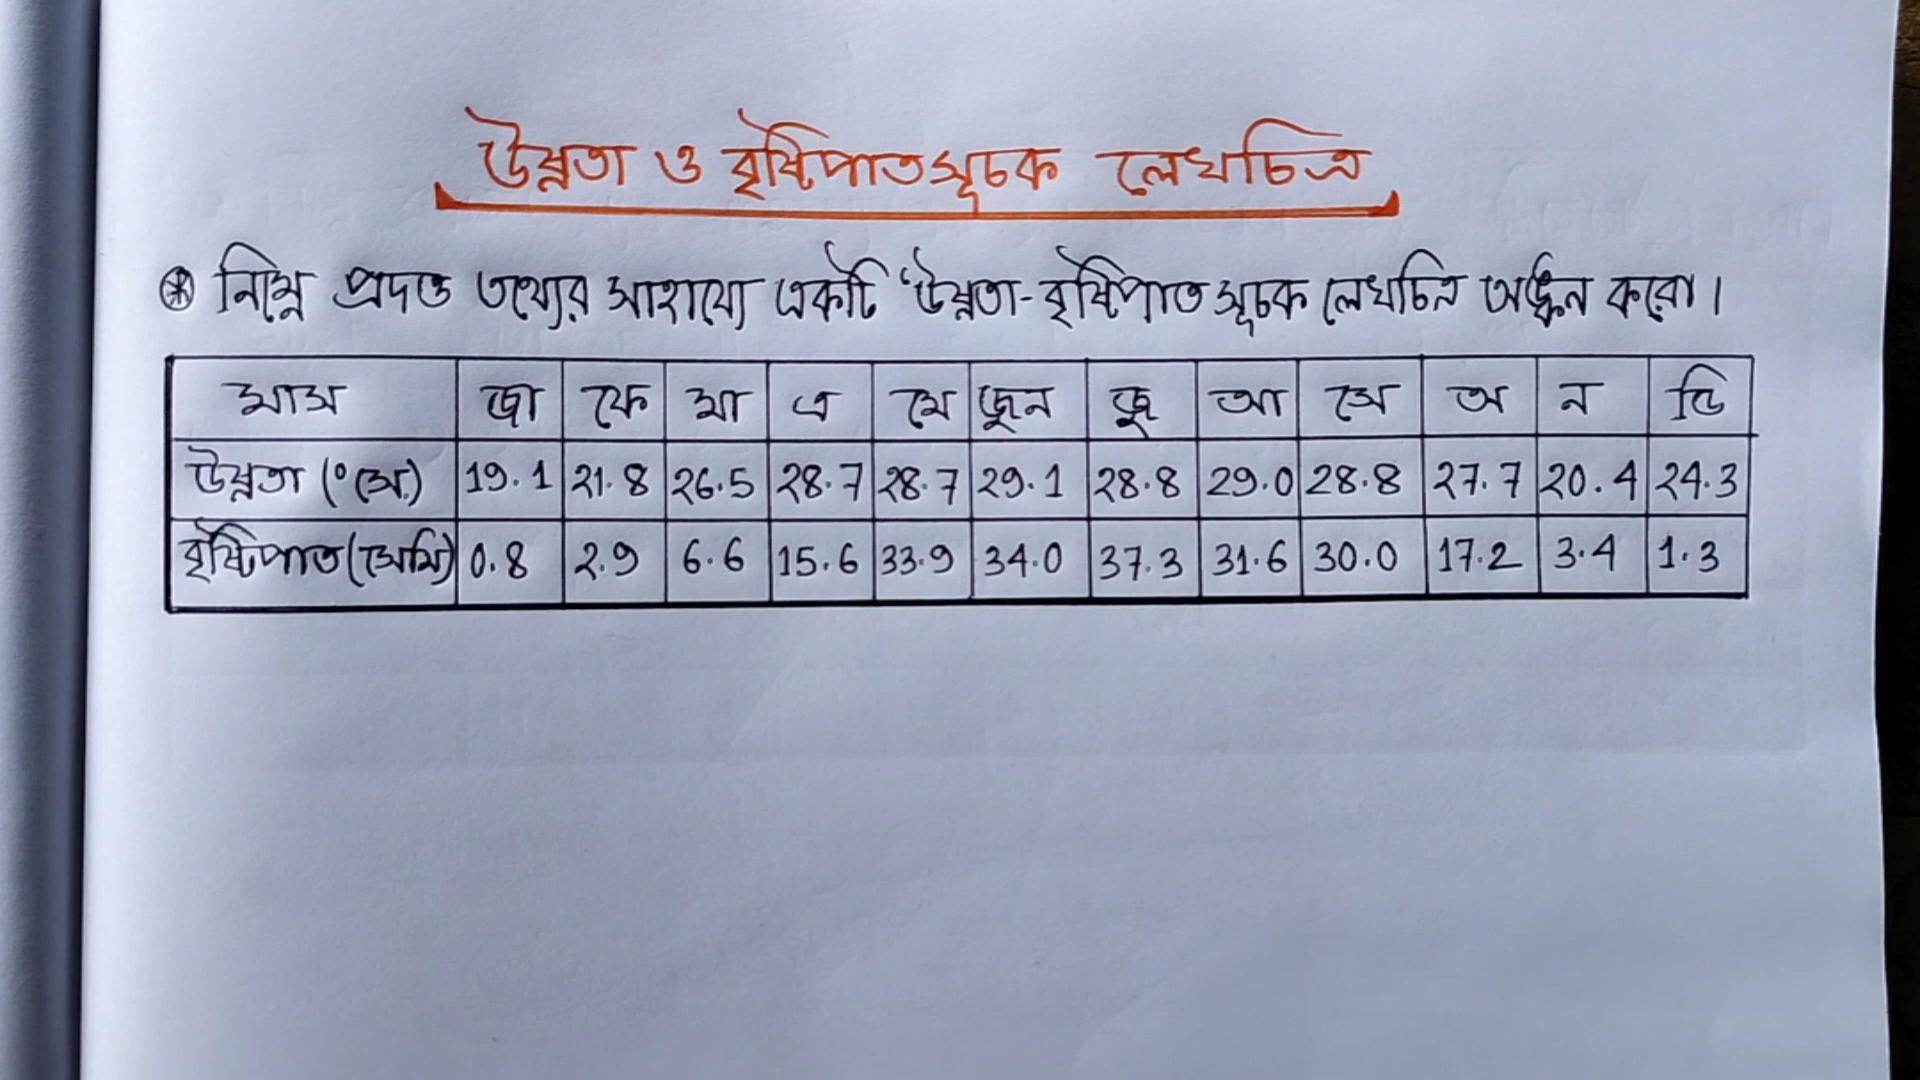 উষ্ণতা ও বৃষ্টিপাতসূচক লেখচিত্র
নিম্নে প্রদত্ত তথ্যের সাহায্যে একটি ‘উষ্ণতা-বৃষ্টিপাতসূচক লেখচিত্র অঙ্কন করো।
মাস জা ফে মা এ মে জুন জু আ সে অ ন ডি
উষ্ণতা (°সে.) 19.1 21.8 26.5 28.7 28.7 29.1 28.8 29.0 28.8 27.7 20.4 24.3
বৃষ্টিপাত(সেমি) 0.8 2.9 6.6 15.6 33.9 34.0 37.3 31.6 30.0 17.2 3.4 1.3